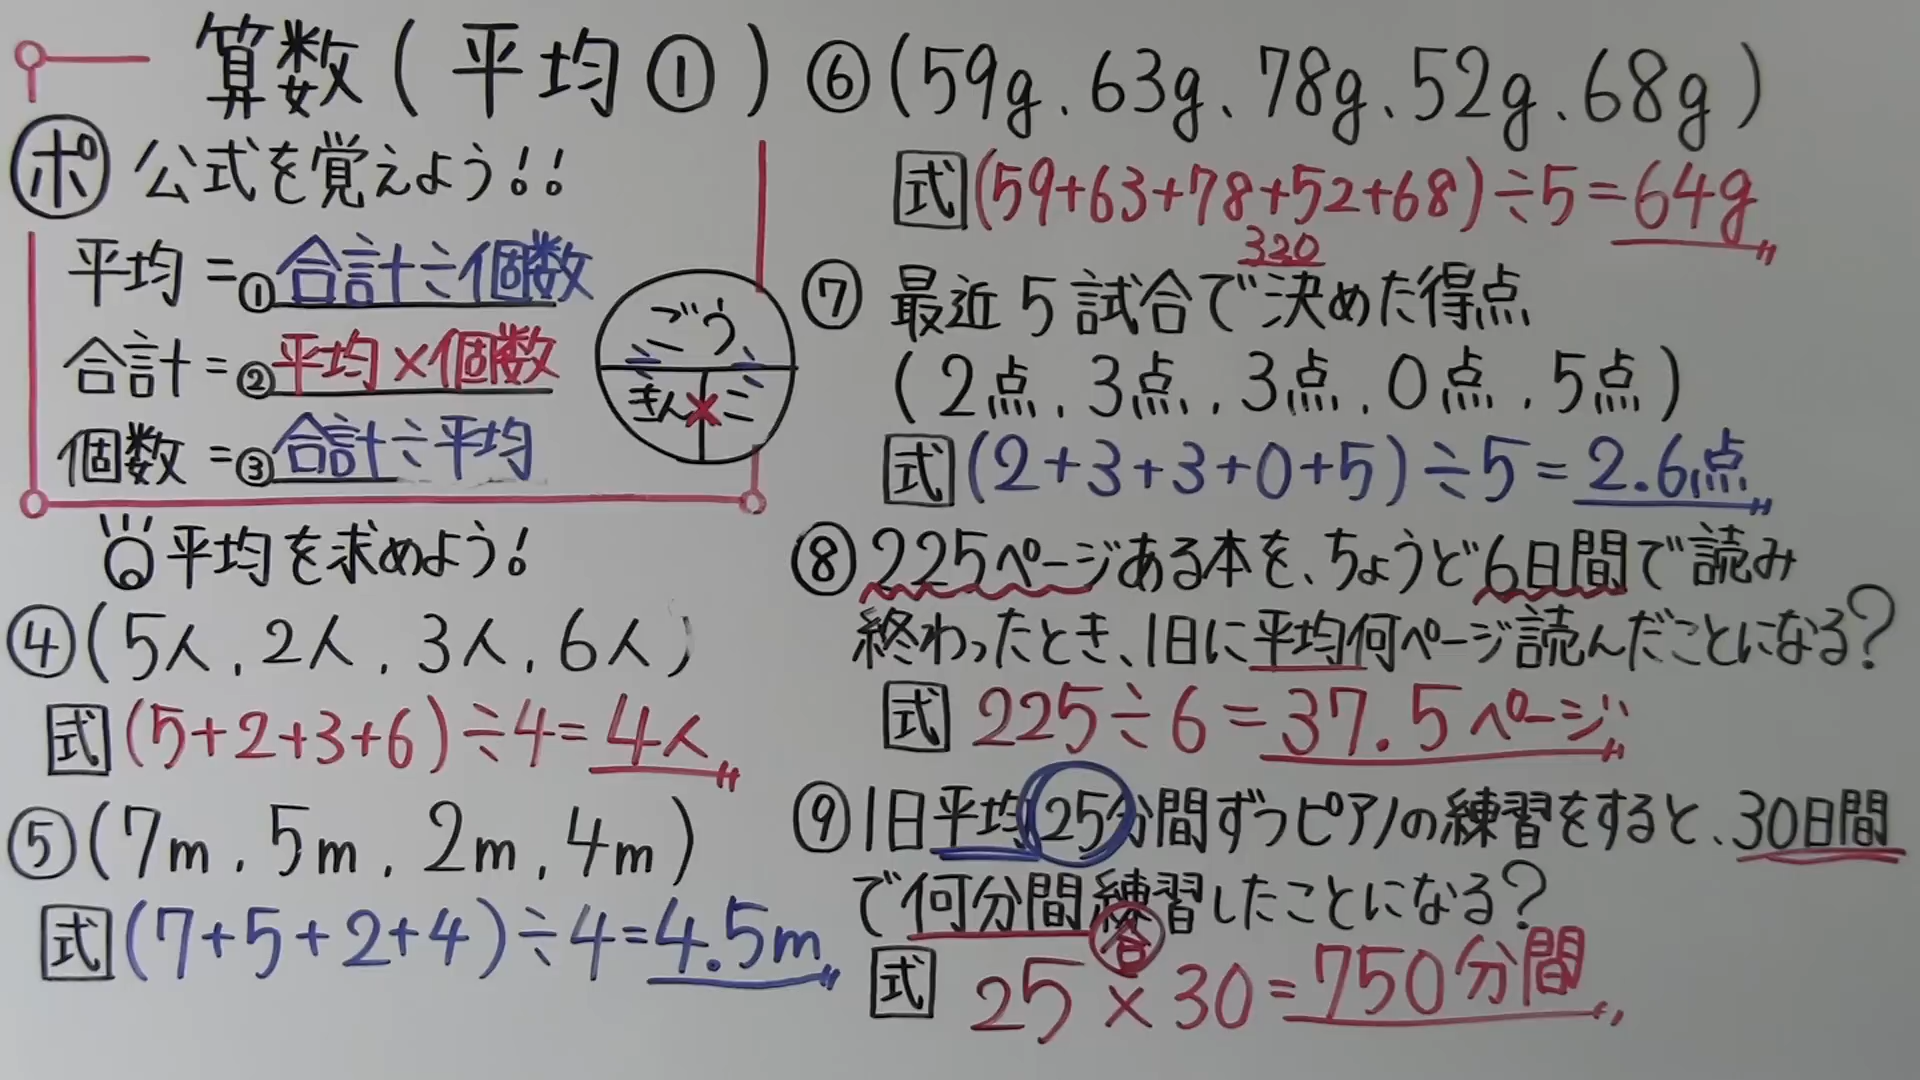 算数(平均①)
ポ 公式を覚えよう!!
平均=①合計÷個数
合計=②平均×個数
個数=③合計÷平均
ごう
きん×こ
平均を求めよう!
④(5人,2人,3人,6人)
式(5+2+3+6)÷4=4人
⑤(7m,5m,2m,4m)
式(7+5+2+4)÷4=4.5m
⑥(59g、63g、78g、52g、68g)
式(59+63+78+52+68)÷5=64g
320
⑦最近5試合で決めた得点
(2点,3点,3点,0点,5点)
式(2+3+3+0+5)÷5=2.6点
⑧225ページある本を、ちょうど6日間で読み
終わったとき、1日に平均何ページ読んだことになる?
式 225÷6=37.5ページ
⑨1日平均25分間ずつピアノの練習をすると、30日間
で何分間練習したことになる?
合
式 25×30=750分間